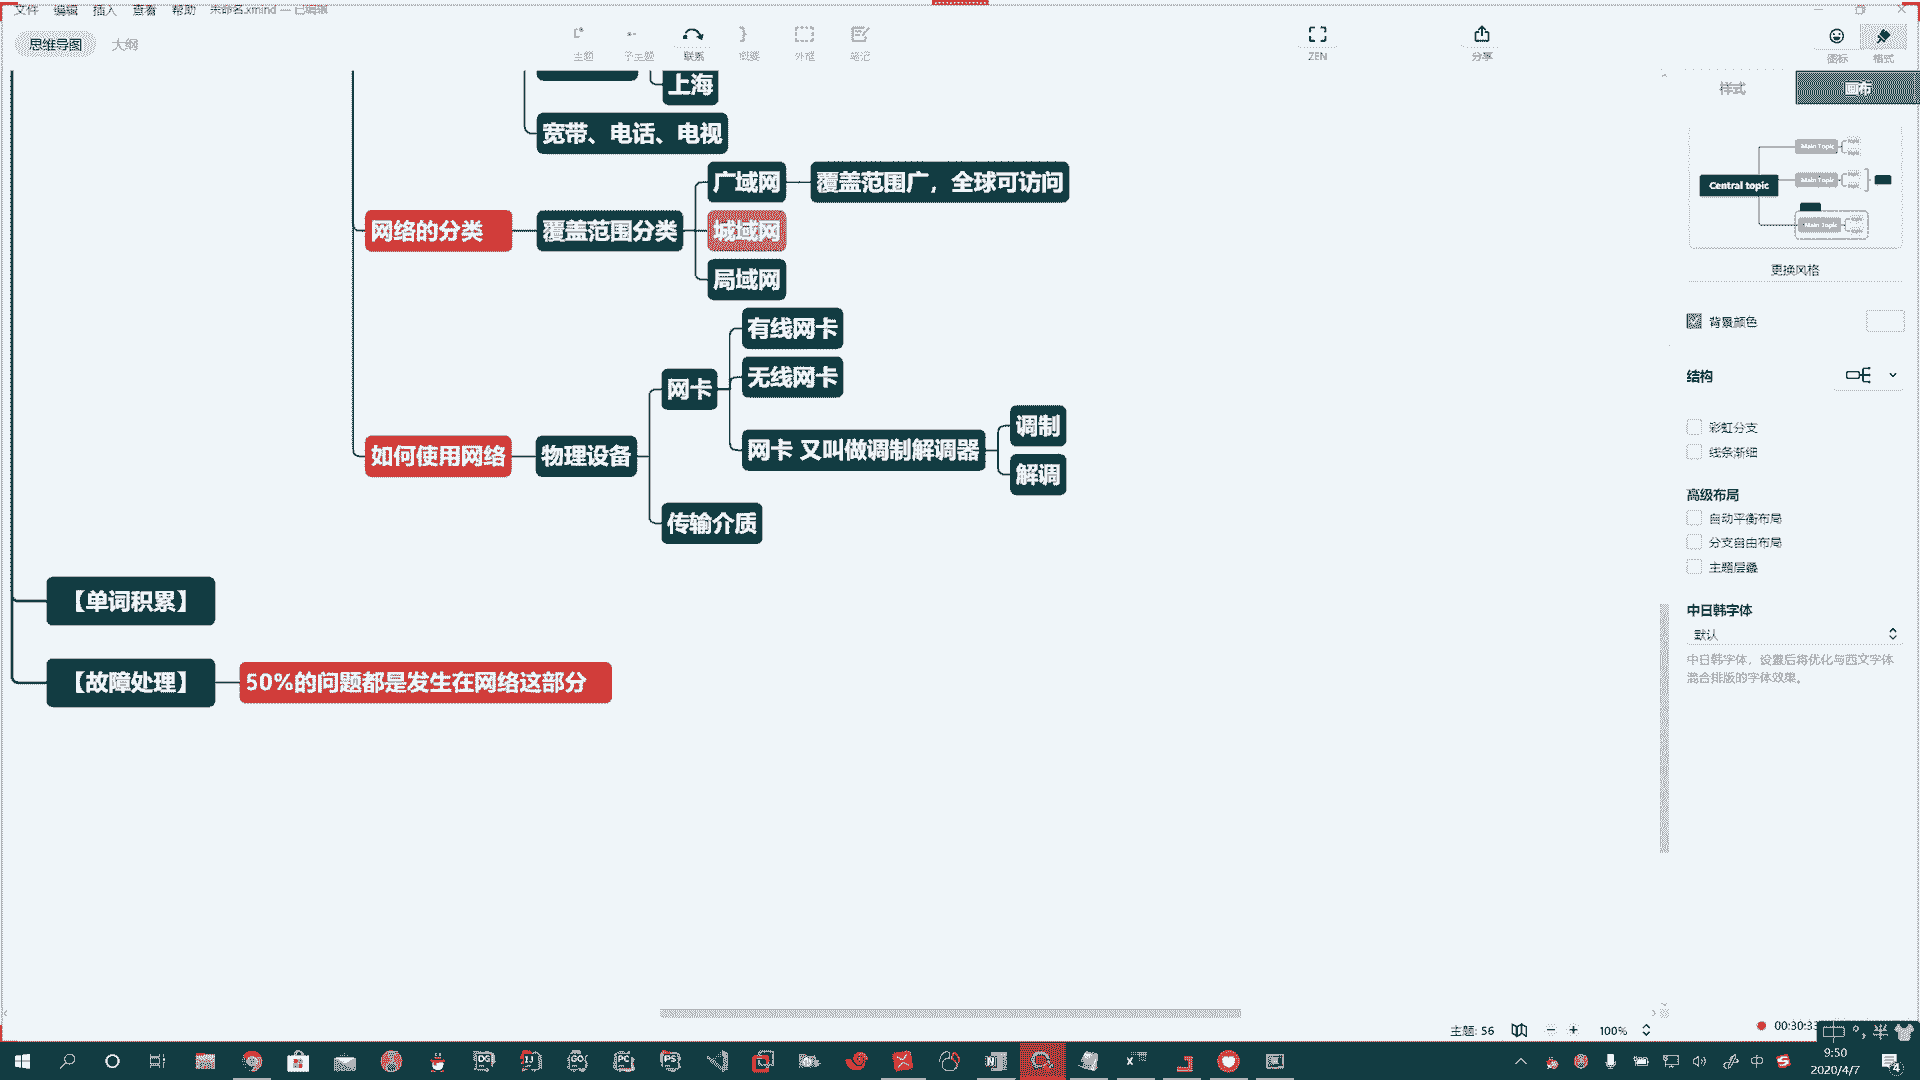 文件 编辑 插入 查看 帮助 未命名.xmind — 已编辑
思维导图 大纲
主题 子主题 联系 概要 外框 笔记 ZEN 分享 图标 格式
样式 画布
上海
宽带、电话、电视
网络的分类
覆盖范围分类
广域网
覆盖范围广，全球可访问
城域网
局域网
如何使用网络
物理设备
网卡
有线网卡
无线网卡
网卡 又叫做调制解调器
调制
解调
传输介质
【单词积累】
【故障处理】
50%的问题都是发生在网络这部分
Central topic
Main Topic
Main Topic
Main Topic
更换风格
背景颜色
结构
彩虹分支
线条渐细
高级布局
自动平衡布局
分支自由布局
主题层叠
中日韩字体
默认
中日韩字体，设置后将优化与西文字体
混合排版的字体效果。
主题: 56 100%
DG IJ GO PC PS
中
9:50
2020/4/7
4